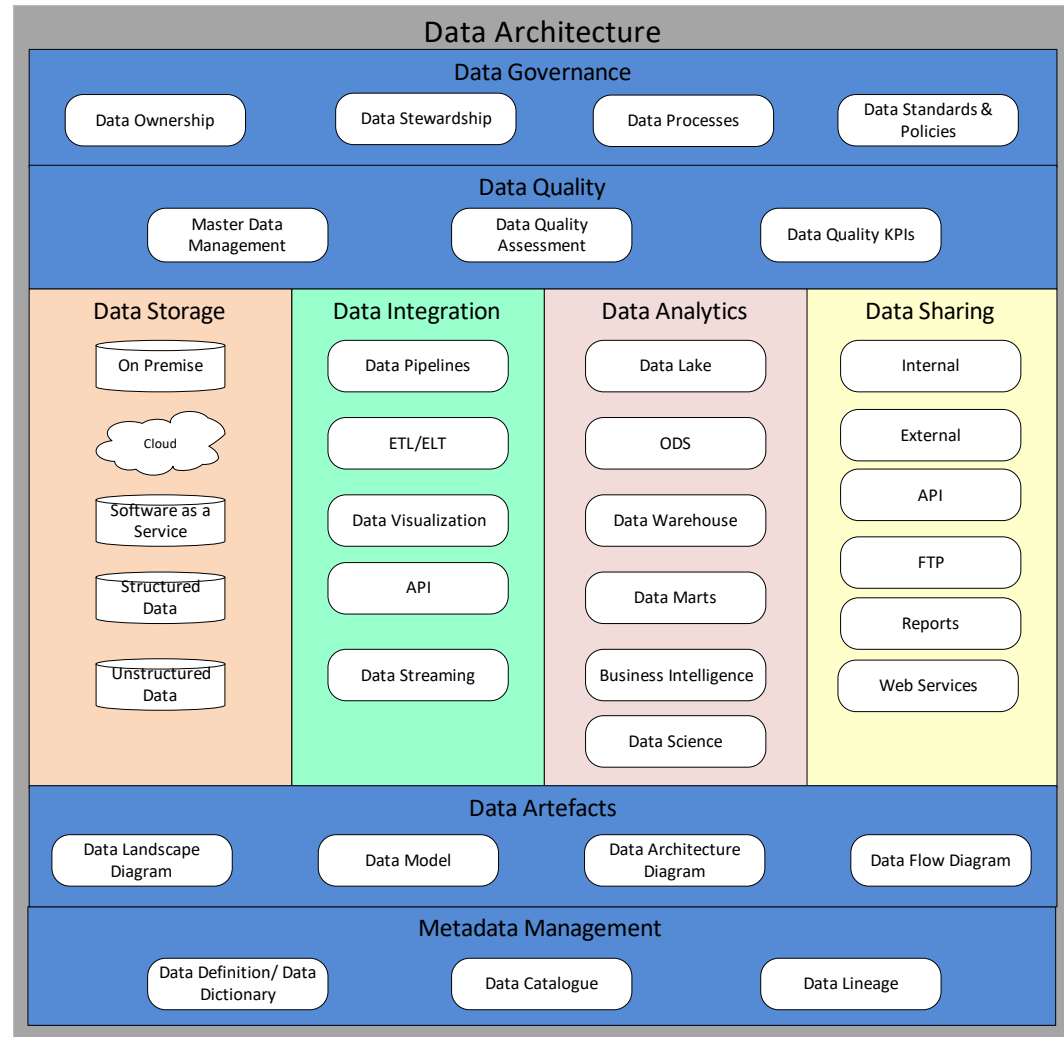 Data Architecture
Data Governance
Data Ownership
Data Stewardship
Data Processes
Data Standards &
Policies
Data Quality
Master Data
Management
Data Quality
Assessment
Data Quality KPIs
Data Storage
On Premise
Cloud
Software as a
Service
Structured
Data
Unstructured
Data
Data Integration
Data Pipelines
ETL/ELT
Data Visualization
API
Data Streaming
Data Analytics
Data Lake
ODS
Data Warehouse
Data Marts
Business Intelligence
Data Science
Data Sharing
Internal
External
API
FTP
Reports
Web Services
Data Artefacts
Data Landscape
Diagram
Data Model
Data Architecture
Diagram
Data Flow Diagram
Metadata Management
Data Definition/ Data
Dictionary
Data Catalogue
Data Lineage